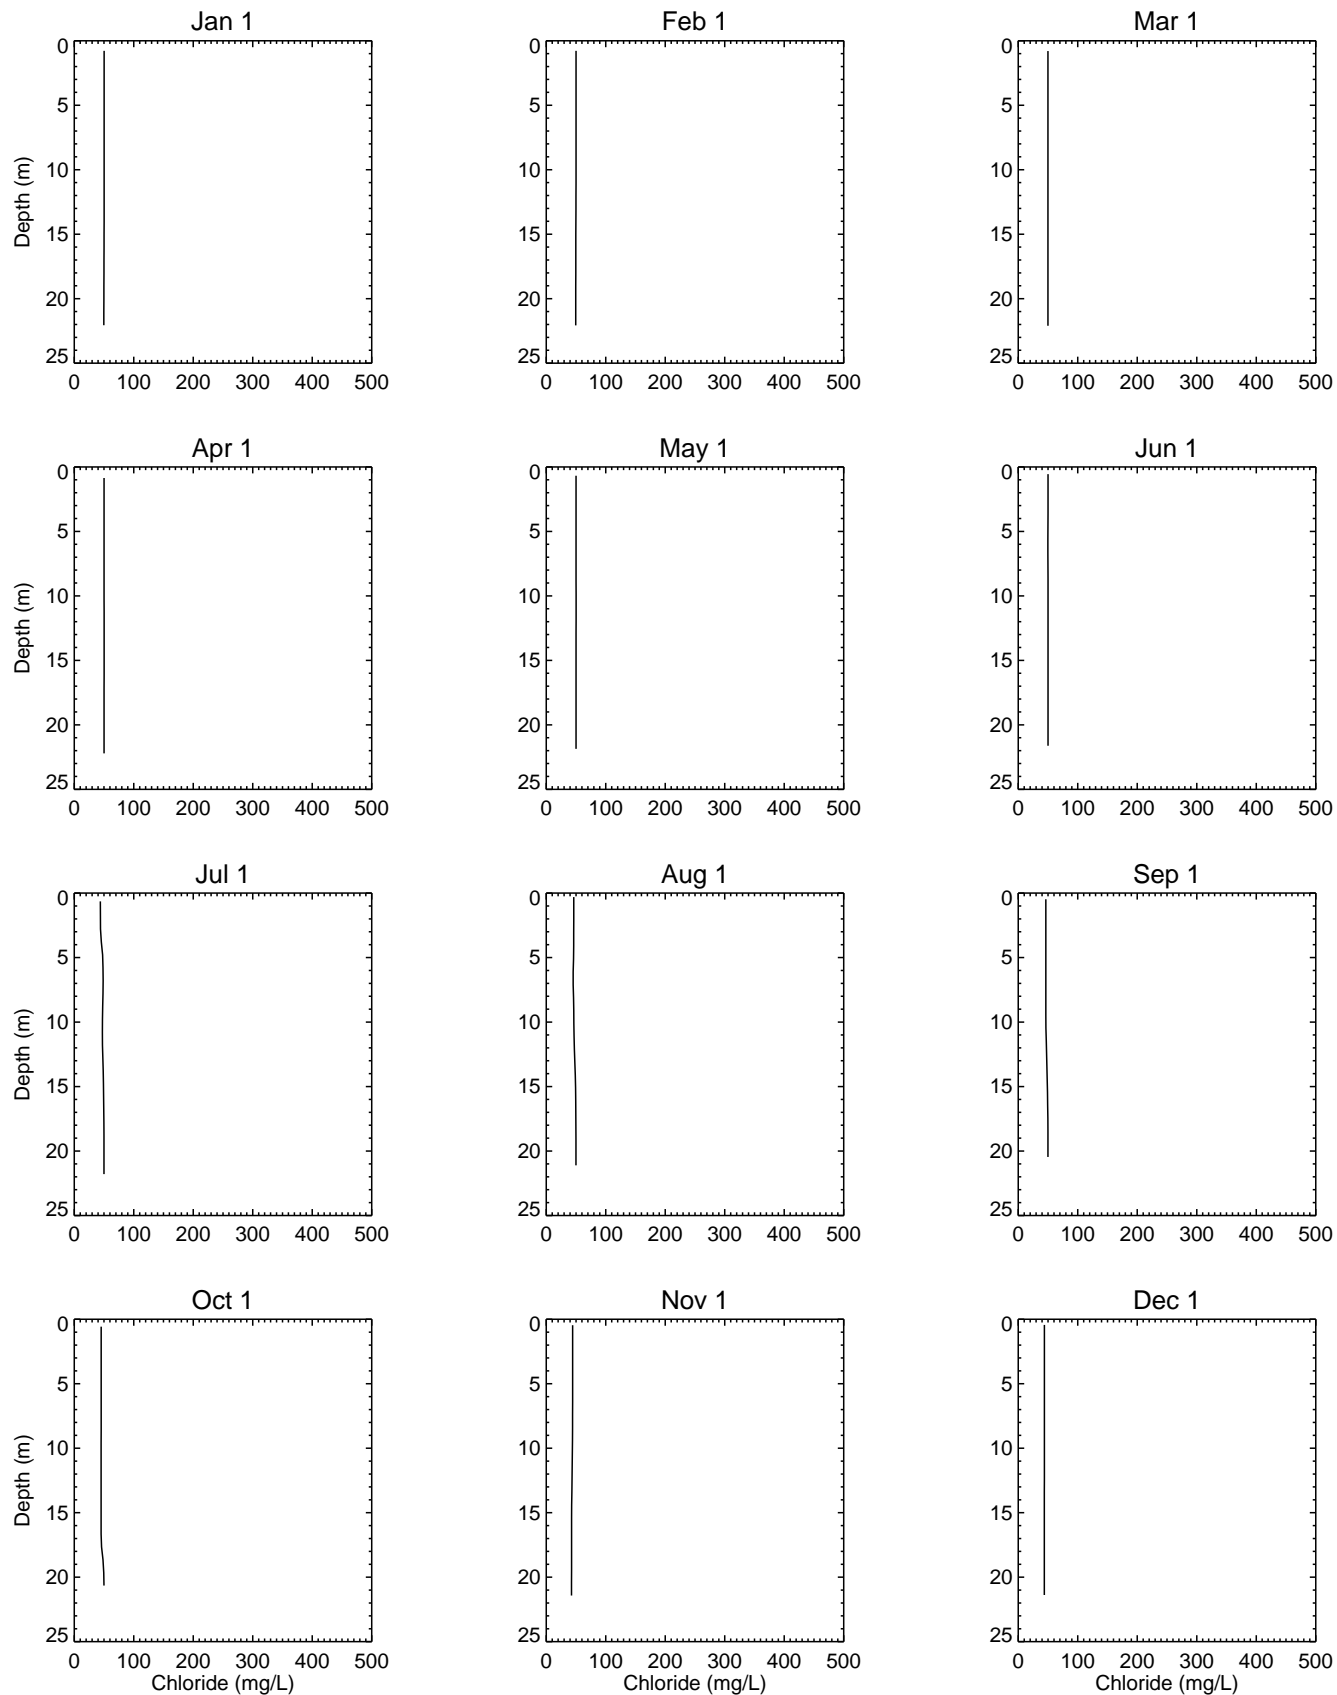 Jan 1 Feb 1 Mar 1
0 0 0
5 5 5
10 10 10
15 15 15
20 20 20
25 25 25
Depth (m)
0 100 200 300 400 500 0 100 200 300 400 500 0 100 200 300 400 500
Apr 1 May 1 Jun 1
0 0 0
5 5 5
10 10 10
15 15 15
20 20 20
25 25 25
Depth (m)
0 100 200 300 400 500 0 100 200 300 400 500 0 100 200 300 400 500
Jul 1 Aug 1 Sep 1
0 0 0
5 5 5
10 10 10
15 15 15
20 20 20
25 25 25
Depth (m)
0 100 200 300 400 500 0 100 200 300 400 500 0 100 200 300 400 500
Oct 1 Nov 1 Dec 1
0 0 0
5 5 5
10 10 10
15 15 15
20 20 20
25 25 25
Depth (m)
0 100 200 300 400 500 0 100 200 300 400 500 0 100 200 300 400 500
Chloride (mg/L) Chloride (mg/L) Chloride (mg/L)